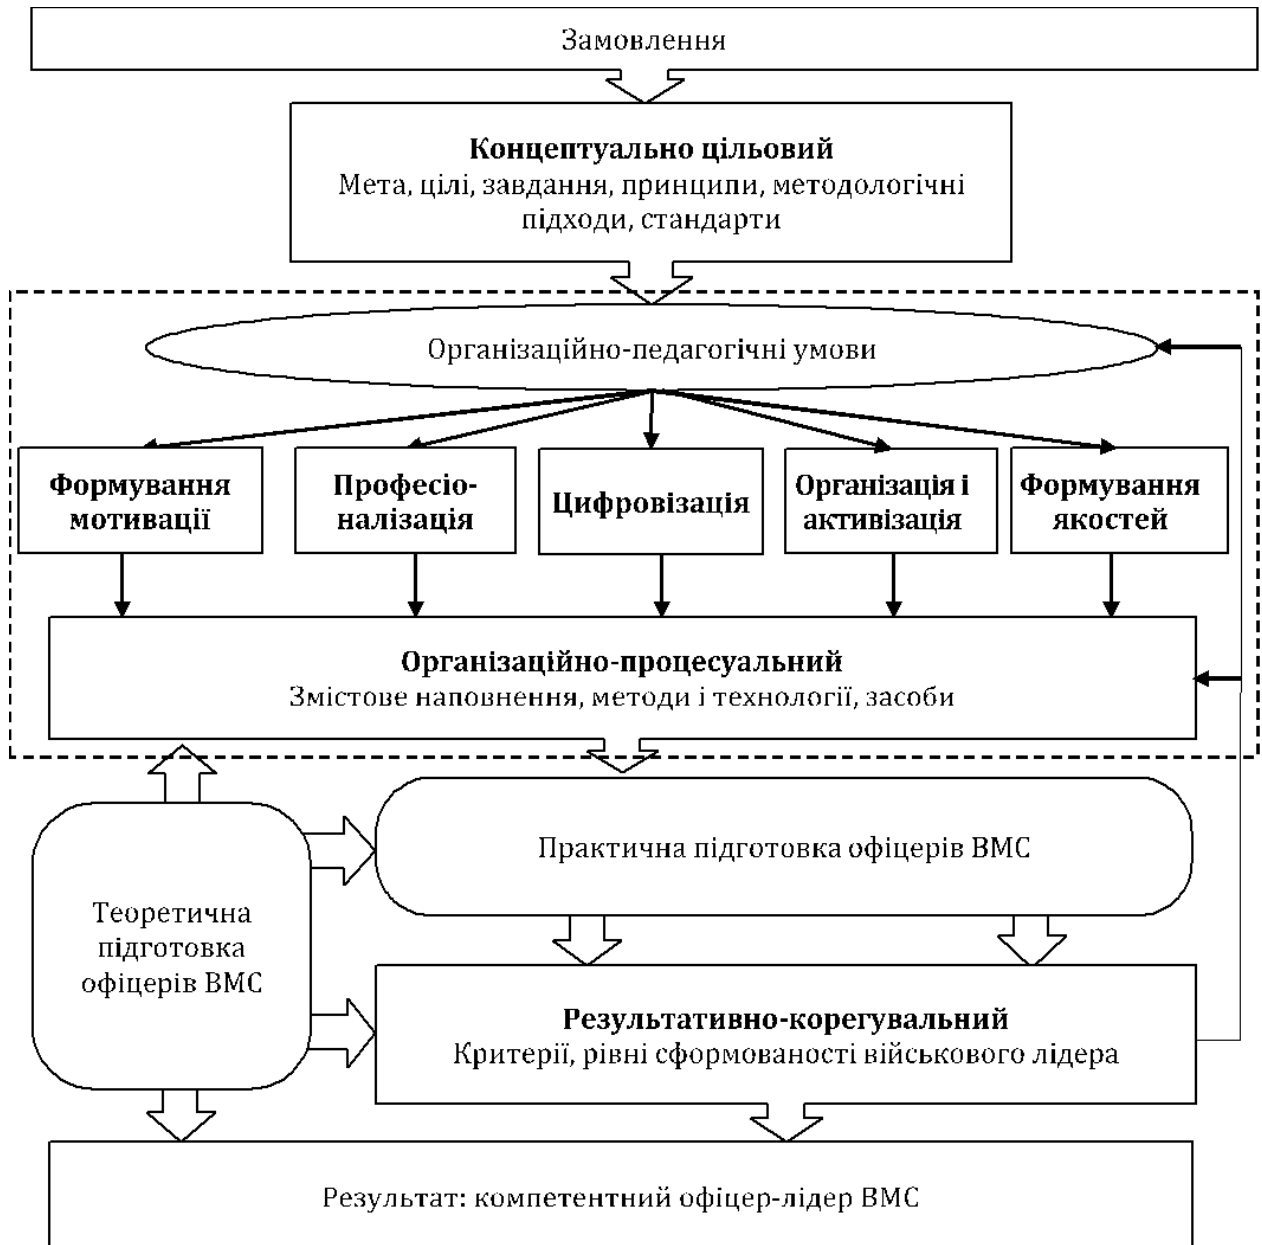 Замовлення
Концептуально цільовий
Мета, цілі, завдання, принципи, методологічні
підходи, стандарти
Організаційно-педагогічні умови
Формування
мотивації
Професіо-
налізація
Цифровізація
Організація і
активізація
Формування
якостей
Організаційно-процесуальний
Змістове наповнення, методи і технології, засоби
Практична підготовка офіцерів ВМС
Теоретична
підготовка
офіцерів ВМС
Результативно-корегувальний
Критерії, рівні сформованості військового лідера
Результат: компетентний офіцер-лідер ВМС